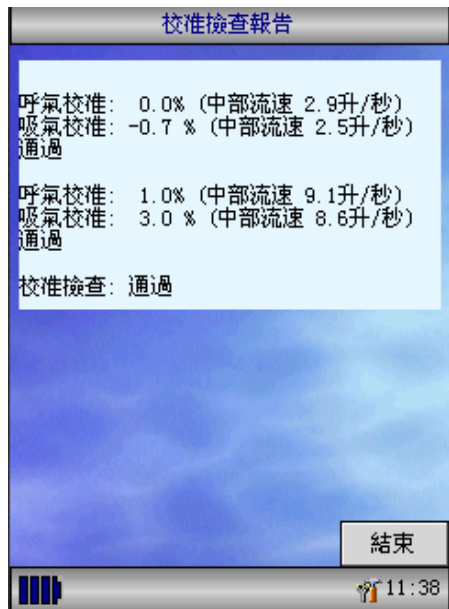 校准檢查報告
呼氣校准: 0.0% (中部流速 2.9升/秒)
吸氣校准: -0.7 % (中部流速 2.5升/秒)
通過
呼氣校准: 1.0% (中部流速 9.1升/秒)
吸氣校准: 3.0 % (中部流速 8.6升/秒)
通過
校准檢查: 通過
結束
11:38